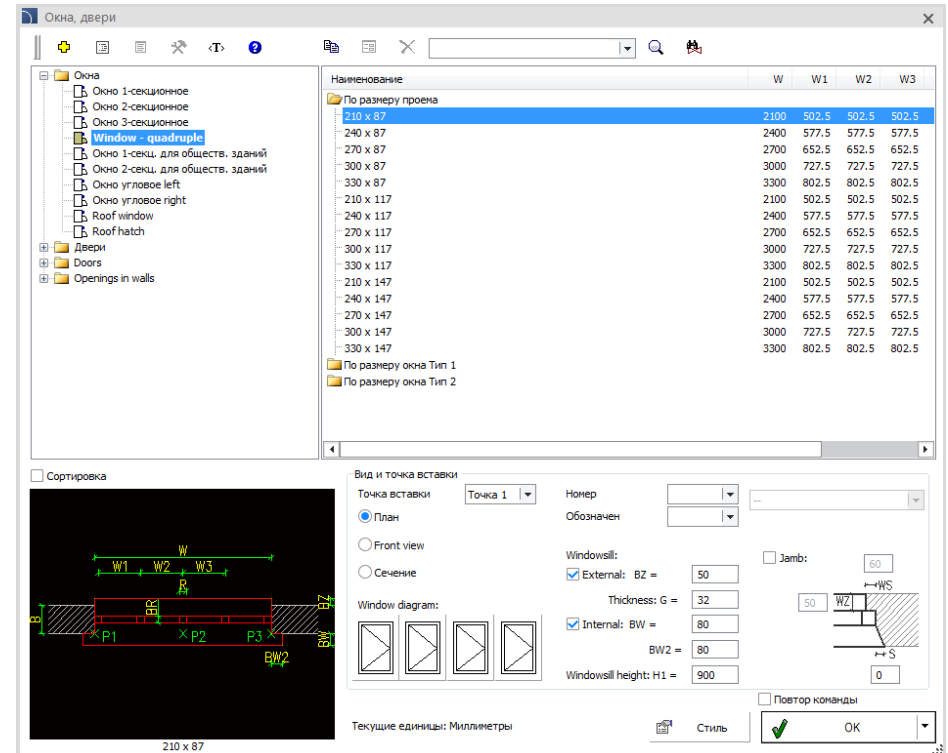 Окна, двери
‹T›
?
Окна
Окно 1-секционное
Окно 2-секционное
Окно 3-секционное
Window - quadruple
Окно 1-секц. для обществ. зданий
Окно 2-секц. для обществ. зданий
Окно угловое left
Окно угловое right
Roof window
Roof hatch
Двери
Doors
Openings in walls
Наименование W W1 W2 W3
По размеру проема
210 x 87 2100 502.5 502.5 502.5
240 x 87 2400 577.5 577.5 577.5
270 x 87 2700 652.5 652.5 652.5
300 x 87 3000 727.5 727.5 727.5
330 x 87 3300 802.5 802.5 802.5
210 x 117 2100 502.5 502.5 502.5
240 x 117 2400 577.5 577.5 577.5
270 x 117 2700 652.5 652.5 652.5
300 x 117 3000 727.5 727.5 727.5
330 x 117 3300 802.5 802.5 802.5
210 x 147 2100 502.5 502.5 502.5
240 x 147 2400 577.5 577.5 577.5
270 x 147 2700 652.5 652.5 652.5
300 x 147 3000 727.5 727.5 727.5
330 x 147 3300 802.5 802.5 802.5
По размеру окна Тип 1
По размеру окна Тип 2
Сортировка
W
W1 W2 W3
R
BR
B
BZ
BW
P1 P2 P3
BW2
210 x 87
Вид и точка вставки
Точка вставки Точка 1
План
Front view
Сечение
Window diagram:
Номер
Обозначен
--
Windowsill:
External: BZ = 50
Thickness: G = 32
Internal: BW = 80
BW2 = 80
Windowsill height: H1 = 900
Jamb: 60
WS
50 WZ
S
0
Повтор команды
Текущие единицы: Миллиметры
Стиль
OK